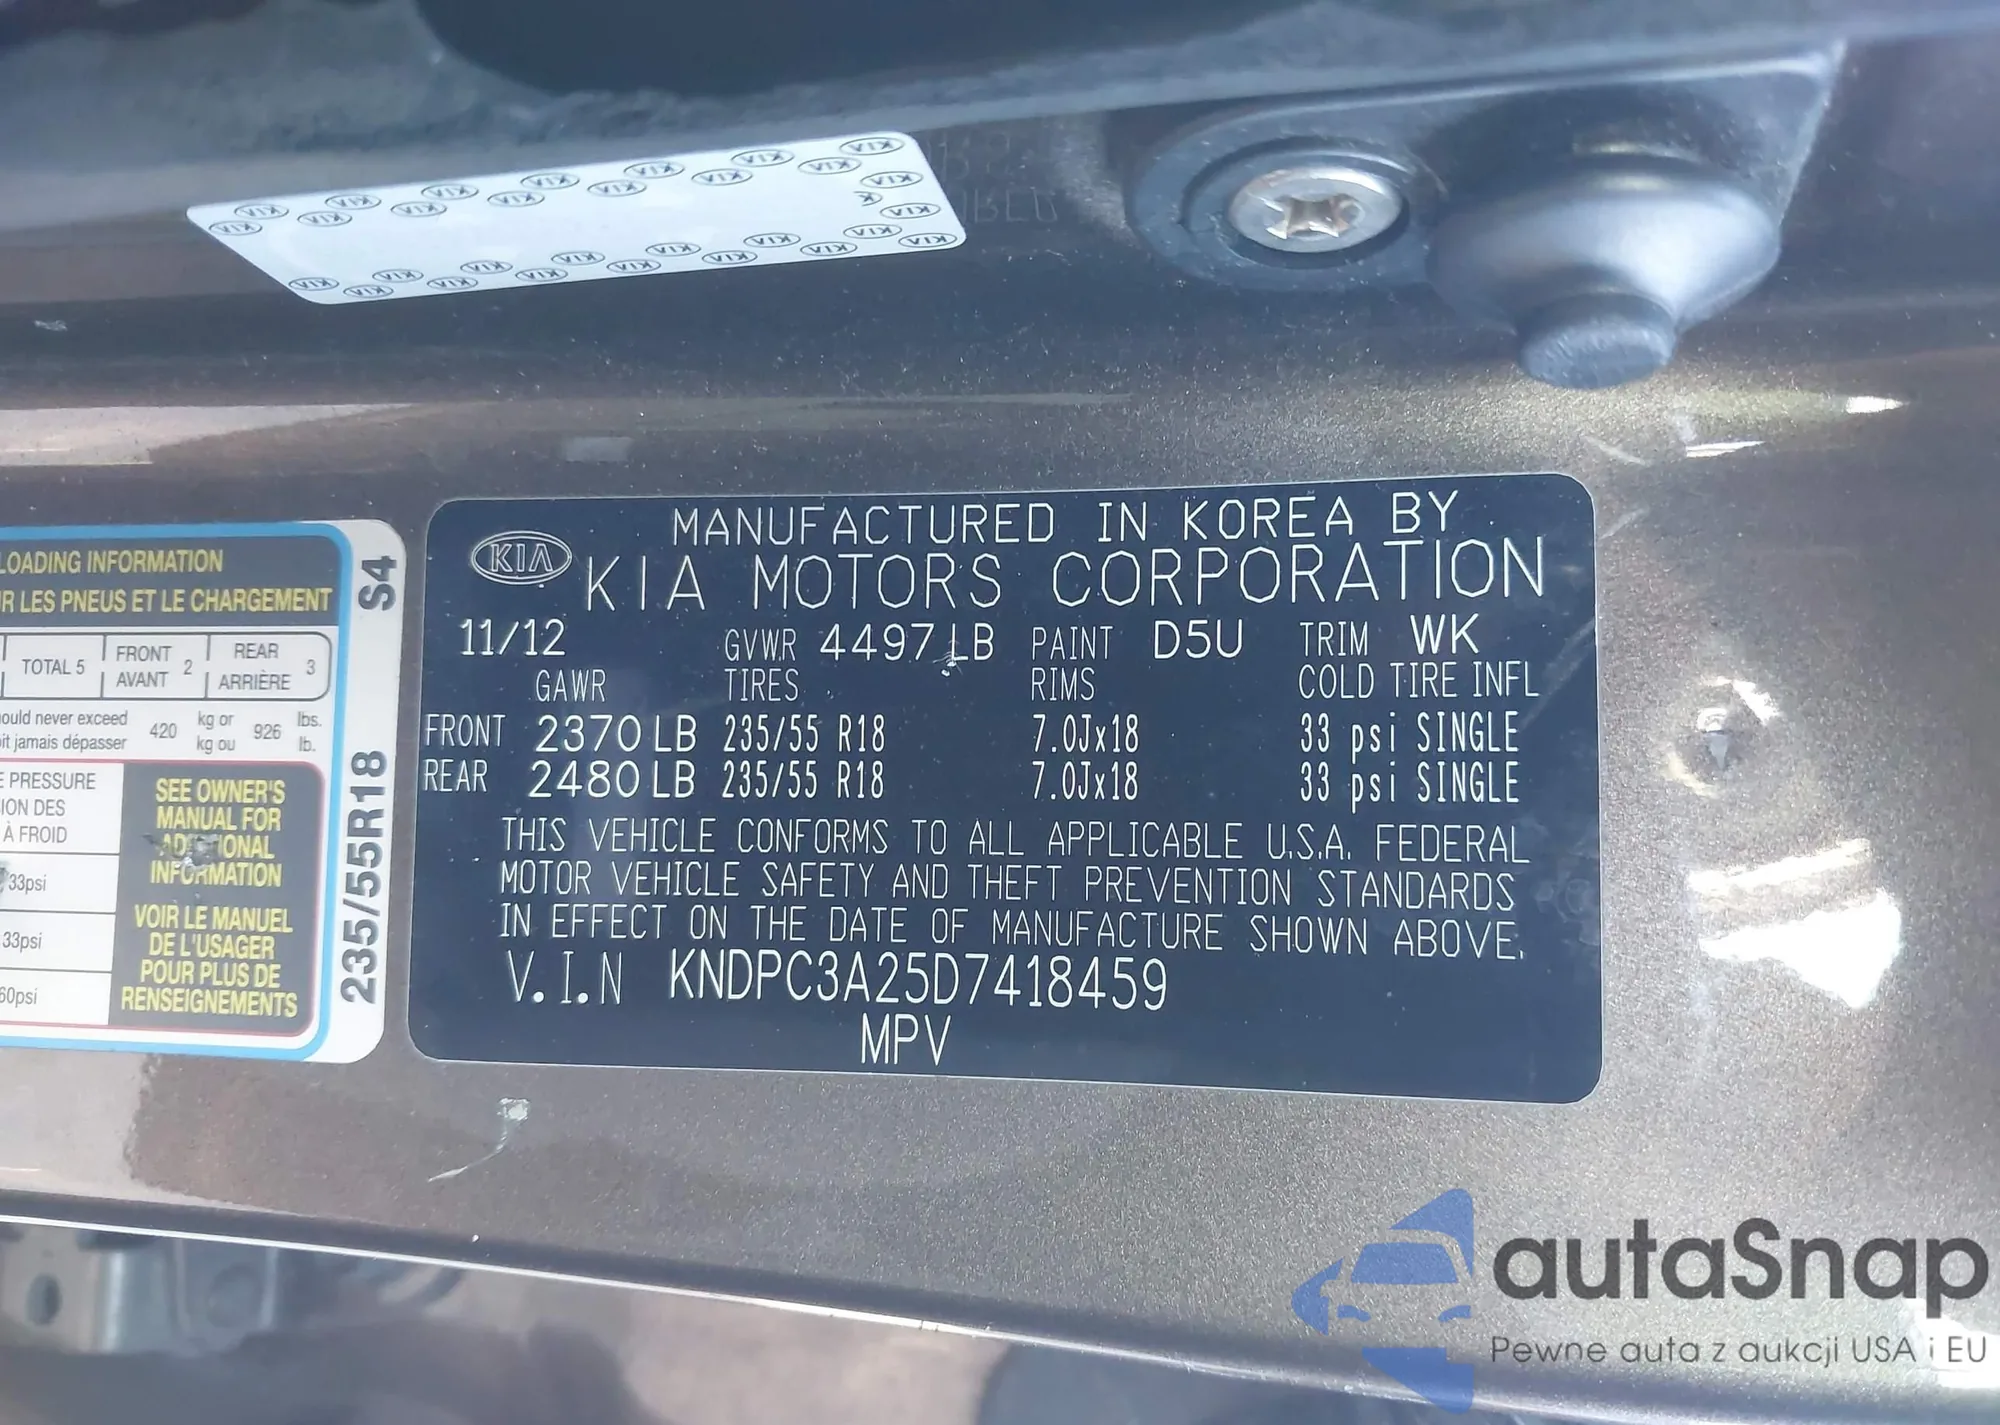 MANUFACTURED IN KOREA BY
KIA
KIA MOTORS CORPORATION
11/12 GVWR 4497 LB PAINT D5U TRIM WK
GAWR TIRES RIMS COLD TIRE INFL
FRONT 2370 LB 235/55 R18 7.0Jx18 33 psi SINGLE
REAR 2480 LB 235/55 R18 7.0Jx18 33 psi SINGLE
THIS VEHICLE CONFORMS TO ALL APPLICABLE U.S.A. FEDERAL
MOTOR VEHICLE SAFETY AND THEFT PREVENTION STANDARDS
IN EFFECT ON THE DATE OF MANUFACTURE SHOWN ABOVE.
V.I.N KNDPC3A25D7418459
MPV
LOADING INFORMATION
LES PNEUS ET LE CHARGEMENT
TOTAL 5 FRONT AVANT 2 REAR ARRIÈRE 3
never exceed 420 kg or 926 lbs.
jamais dépasser kg ou lb.
PRESSURE
DES
À FROID
33psi
33psi
60psi
SEE OWNER'S
MANUAL FOR
ADDITIONAL
INFORMATION
VOIR LE MANUEL
DE L'USAGER
POUR PLUS DE
RENSEIGNEMENTS
235/55R18 S4
autaSnap
Pewne auta z aukcji USA i EU